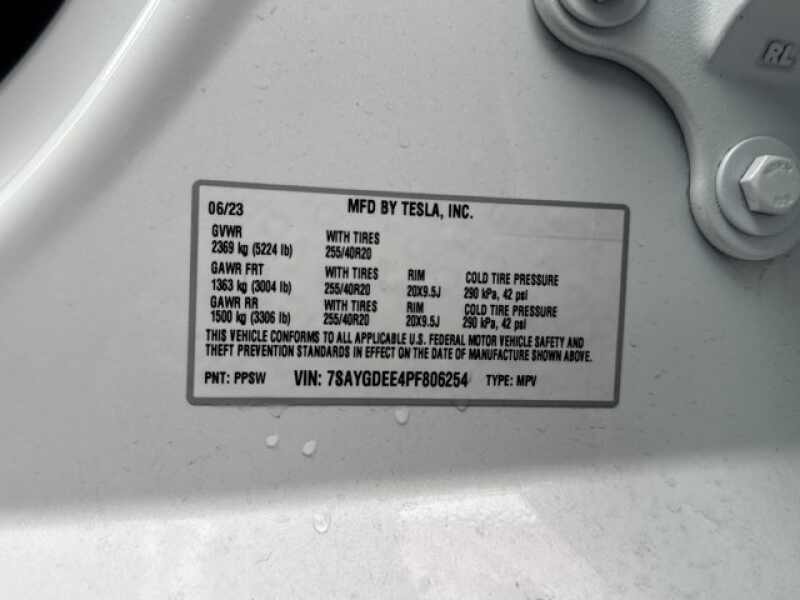 RL
06/23 MFD BY TESLA, INC.
GVWR WITH TIRES
2369 kg (5224 lb) 255/40R20
GAWR FRT WITH TIRES RIM COLD TIRE PRESSURE
1363 kg (3004 lb) 255/40R20 20X9.5J 290 kPa, 42 psi
GAWR RR WITH TIRES RIM COLD TIRE PRESSURE
1500 kg (3306 lb) 255/40R20 20X9.5J 290 kPa, 42 psi
THIS VEHICLE CONFORMS TO ALL APPLICABLE U.S. FEDERAL MOTOR VEHICLE SAFETY AND
THEFT PREVENTION STANDARDS IN EFFECT ON THE DATE OF MANUFACTURE SHOWN ABOVE.
PNT: PPSW VIN: 7SAYGDEE4PF806254 TYPE: MPV